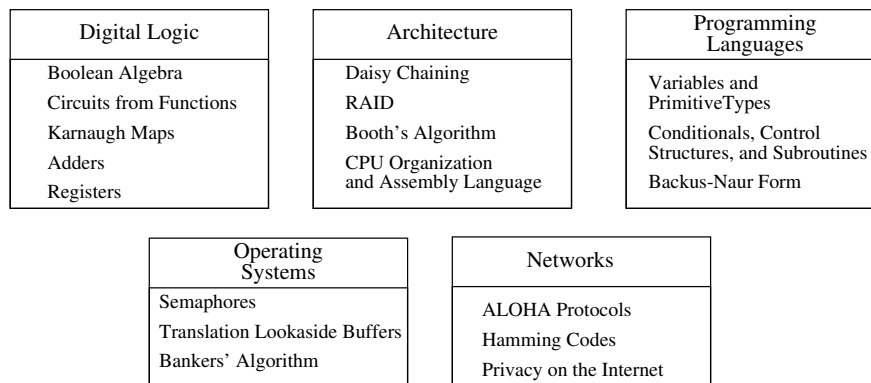 Digital Logic
Boolean Algebra
Circuits from Functions
Karnaugh Maps
Adders
Registers
Architecture
Daisy Chaining
RAID
Booth's Algorithm
CPU Organization
and Assembly Language
Programming
Languages
Variables and
PrimitiveTypes
Conditionals, Control
Structures, and Subroutines
Backus-Naur Form
Operating
Systems
Semaphores
Translation Lookaside Buffers
Bankers' Algorithm
Networks
ALOHA Protocols
Hamming Codes
Privacy on the Internet